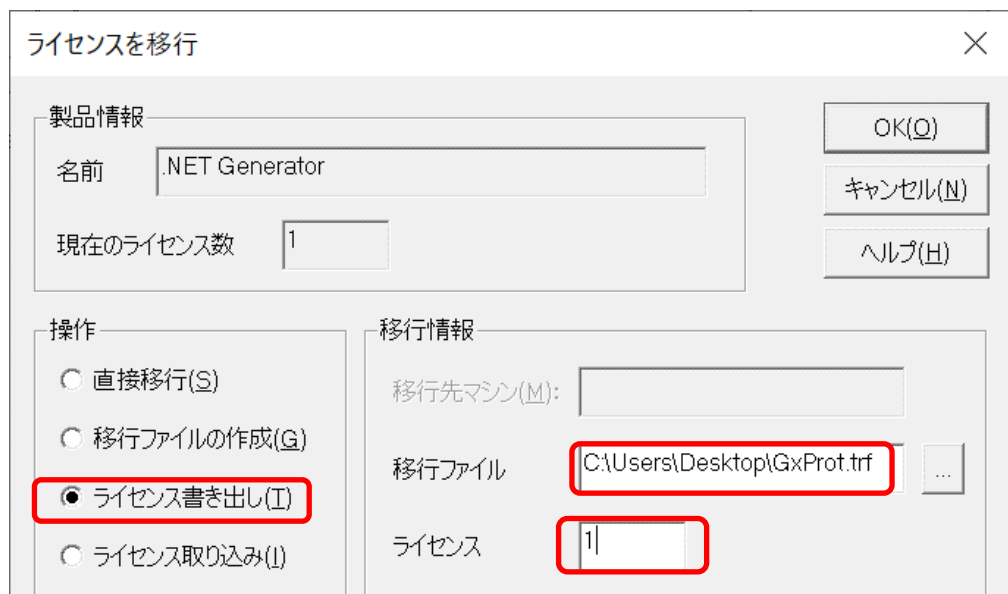 ライセンスを移行
製品情報
名前 .NET Generator
現在のライセンス数 1
OK(O)
キャンセル(N)
ヘルプ(H)
操作
直接移行(S)
移行ファイルの作成(G)
ライセンス書き出し(T)
ライセンス取り込み(I)
移行情報
移行先マシン(M):
移行ファイル C:\Users\Desktop\GxProt.trf ...
ライセンス 1